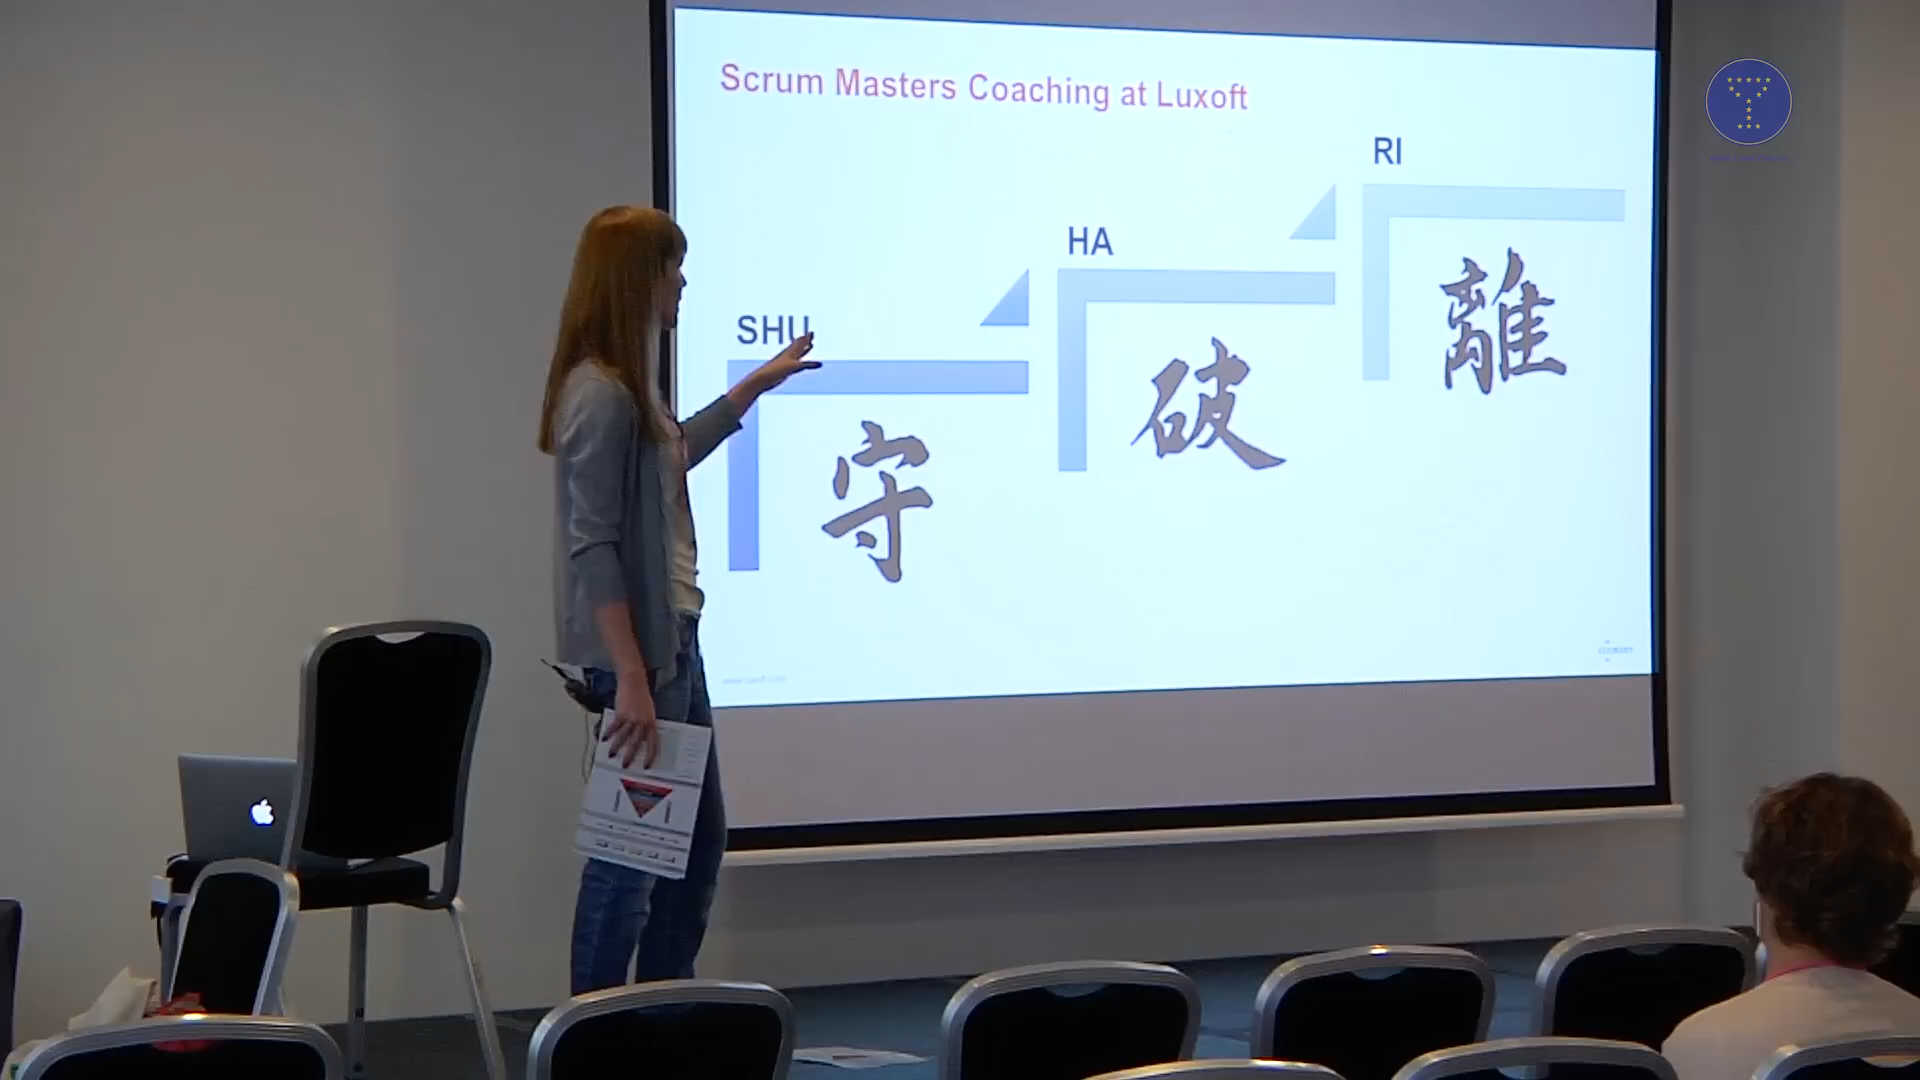 Scrum Masters Coaching at Luxoft
RI
HA
SHU
離
破
守